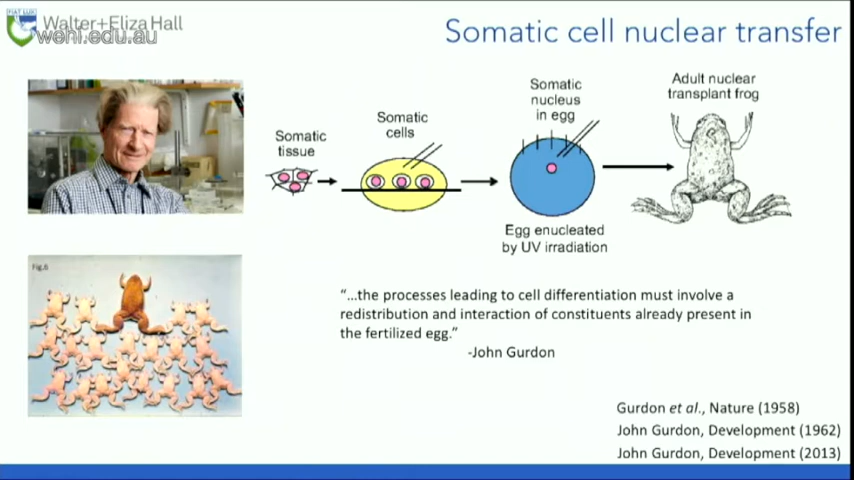 FIAT LUX
Walter+Eliza Hall
wehi.edu.au
Somatic cell nuclear transfer
Somatic
tissue
Somatic
cells
Somatic
nucleus
in egg
Adult nuclear
transplant frog
Egg enucleated
by UV irradiation
Fig.6
“...the processes leading to cell differentiation must involve a
redistribution and interaction of constituents already present in
the fertilized egg.”
-John Gurdon
Gurdon et al., Nature (1958)
John Gurdon, Development (1962)
John Gurdon, Development (2013)